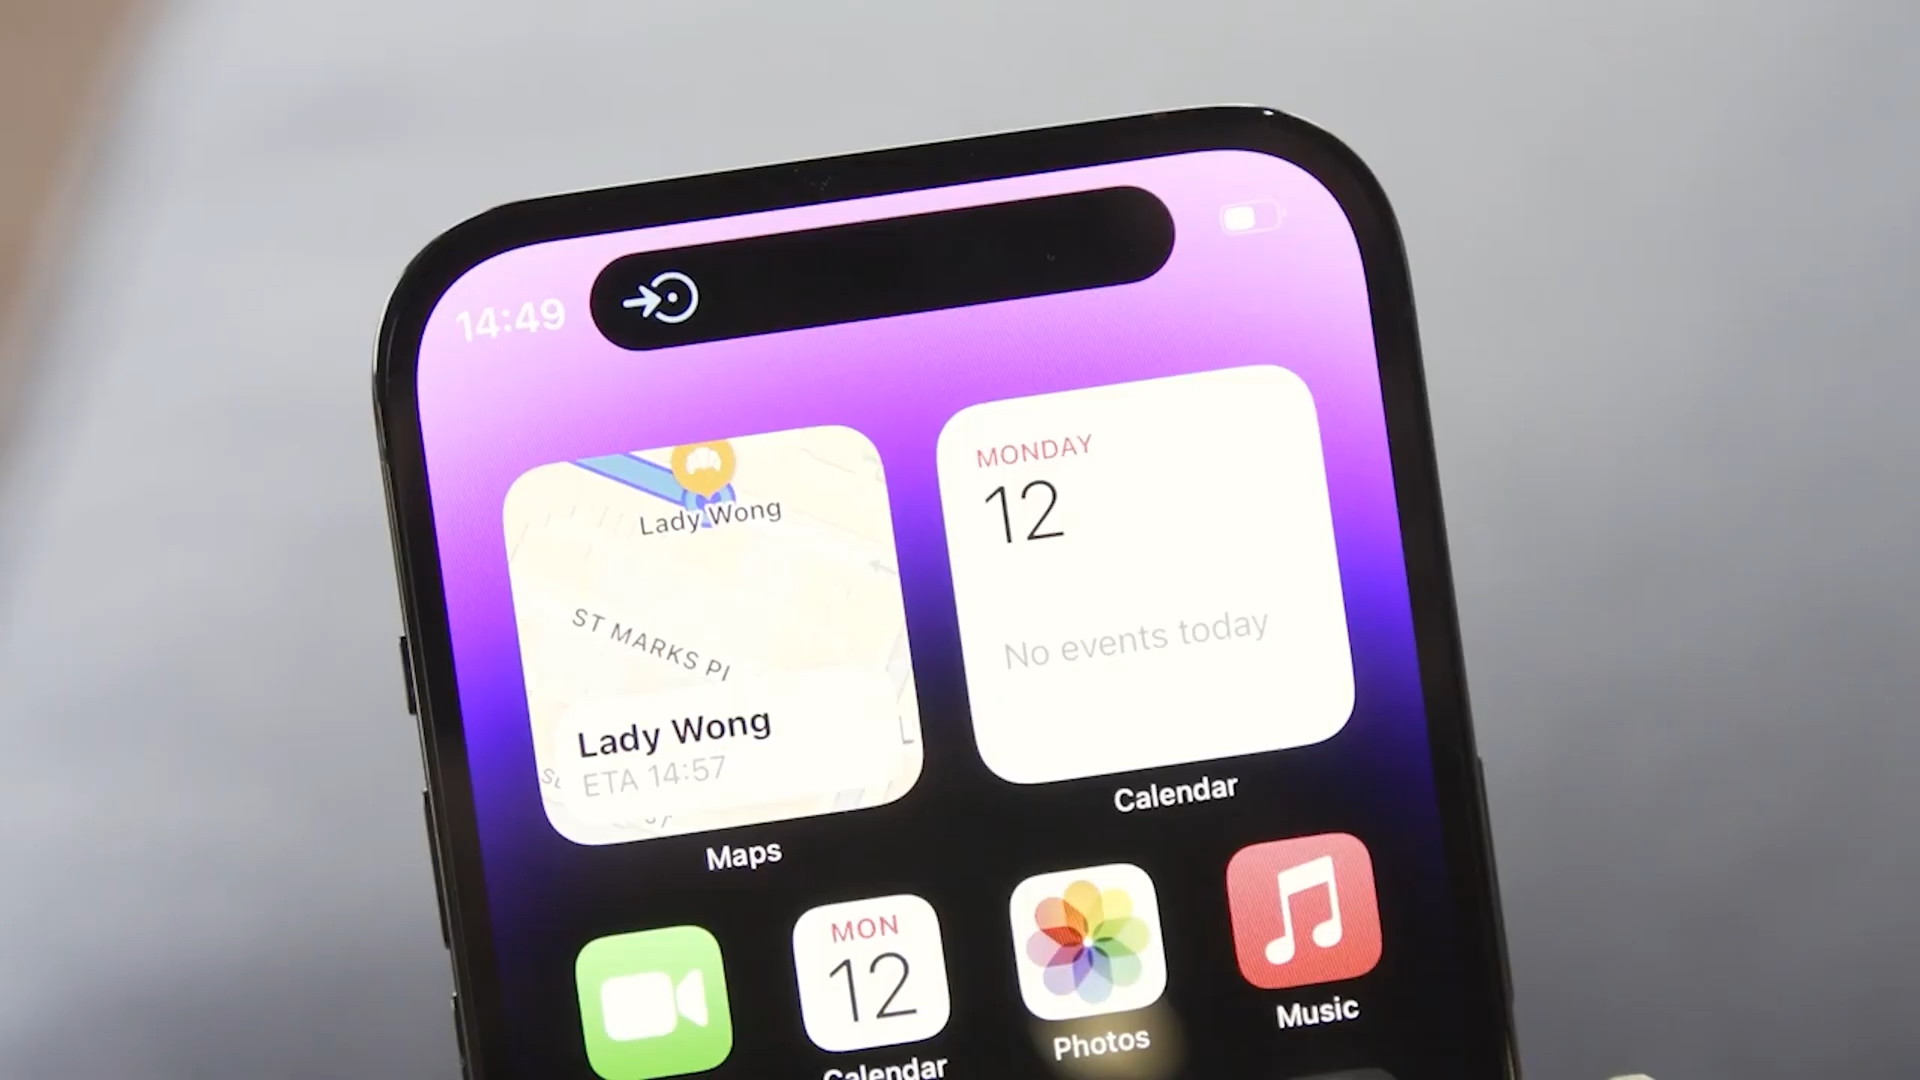 14:49
Lady Wong
ST MARKS PL
Lady Wong
ETA 14:57
Maps
MONDAY
12
No events today
Calendar
MON
12
Calendar
Photos
Music